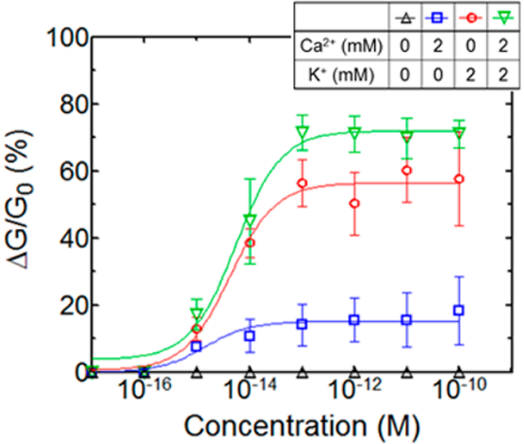 Ca²⁺ (mM) 0 2 0 2
K⁺ (mM) 0 0 2 2
100
80
60
40
20
0
ΔG/G₀ (%)
10⁻¹⁶ 10⁻¹⁴ 10⁻¹² 10⁻¹⁰
Concentration (M)